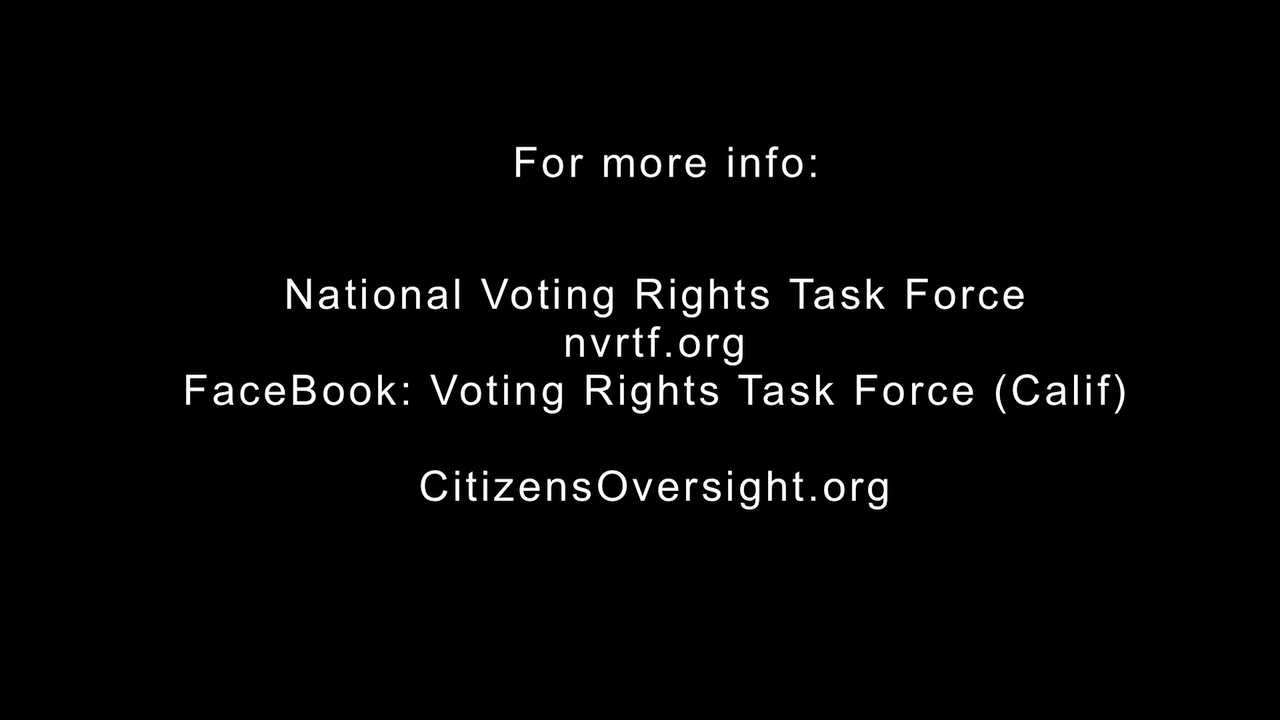 For more info:
National Voting Rights Task Force
nvrtf.org
FaceBook: Voting Rights Task Force (Calif)
CitizensOversight.org